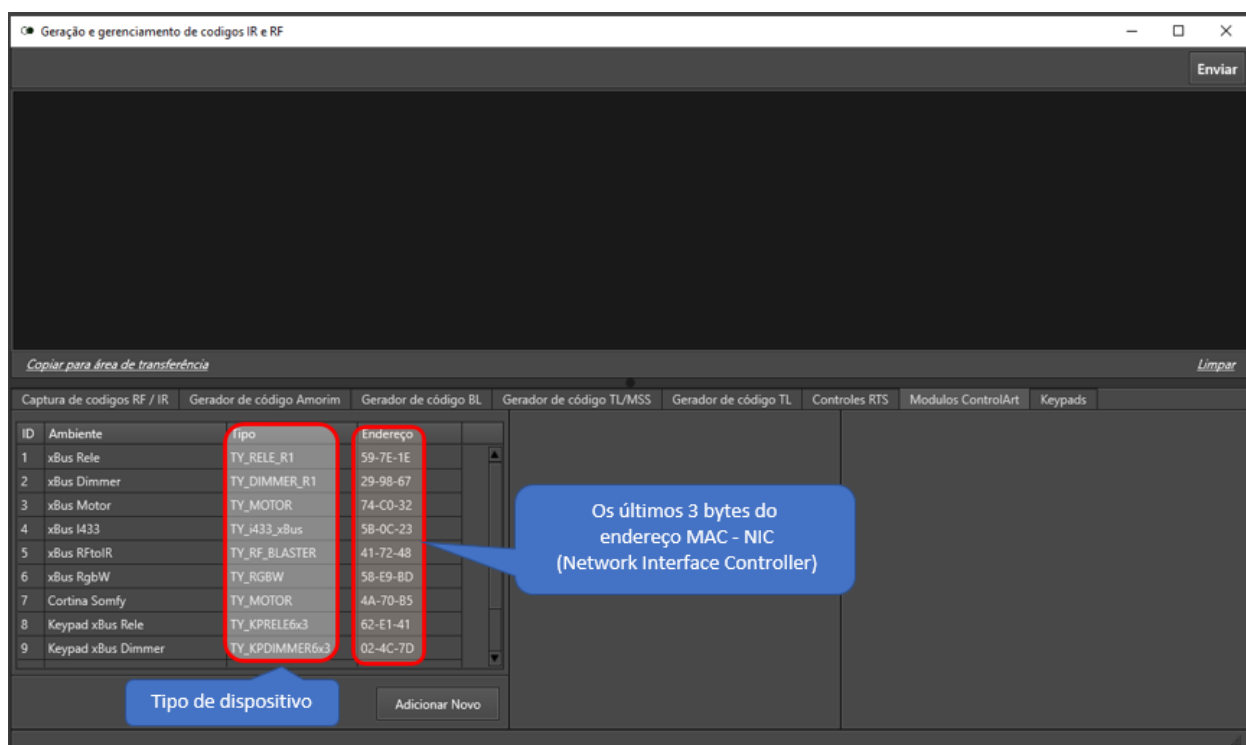 Geração e gerenciamento de codigos IR e RF
Enviar
Copiar para área de transferência
Limpar
Captura de codigos RF / IR Gerador de código Amorim Gerador de código BL Gerador de código TL/MSS Gerador de código TL Controles RTS Modulos ControlArt Keypads
ID Ambiente Tipo Endereço
1 xBus Rele TY_RELE_R1 59-7E-1E
2 xBus Dimmer TY_DIMMER_R1 29-98-67
3 xBus Motor TY_MOTOR 74-C0-32
4 xBus I433 TY_i433_xBus 5B-0C-23
5 xBus RFtoIR TY_RF_BLASTER 41-72-48
6 xBus RgbW TY_RGBW 58-E9-BD
7 Cortina Somfy TY_MOTOR 4A-70-B5
8 Keypad xBus Rele TY_KPRELE6x3 62-E1-41
9 Keypad xBus Dimmer TY_KPDIMMER6x3 02-4C-7D
Os últimos 3 bytes do
endereço MAC - NIC
(Network Interface Controller)
Tipo de dispositivo
Adicionar Novo